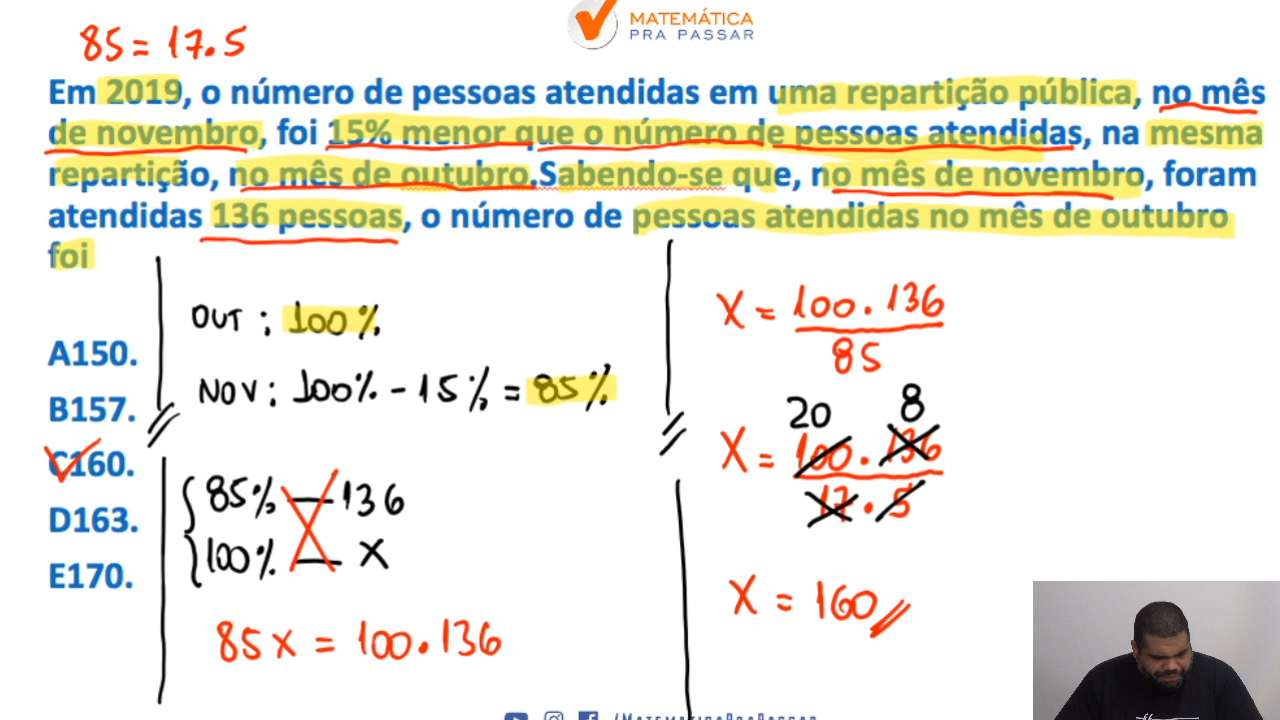 MATEMÁTICA
PRA PASSAR
85 = 17.5
Em 2019, o número de pessoas atendidas em uma repartição pública, no mês
de novembro, foi 15% menor que o número de pessoas atendidas, na mesma
repartição, no mês de outubro.Sabendo-se que, no mês de novembro, foram
atendidas 136 pessoas, o número de pessoas atendidas no mês de outubro
foi
A150.
B157.
C160.
D163.
E170.
OUT : 100%
NOV : 100% - 15% = 85%
85% — 136
100% — X
85X = 100.136
X = 100.136
85
20 8
X = 100.136
17.5
X = 160
/MATEMATICAPRAPASSAR